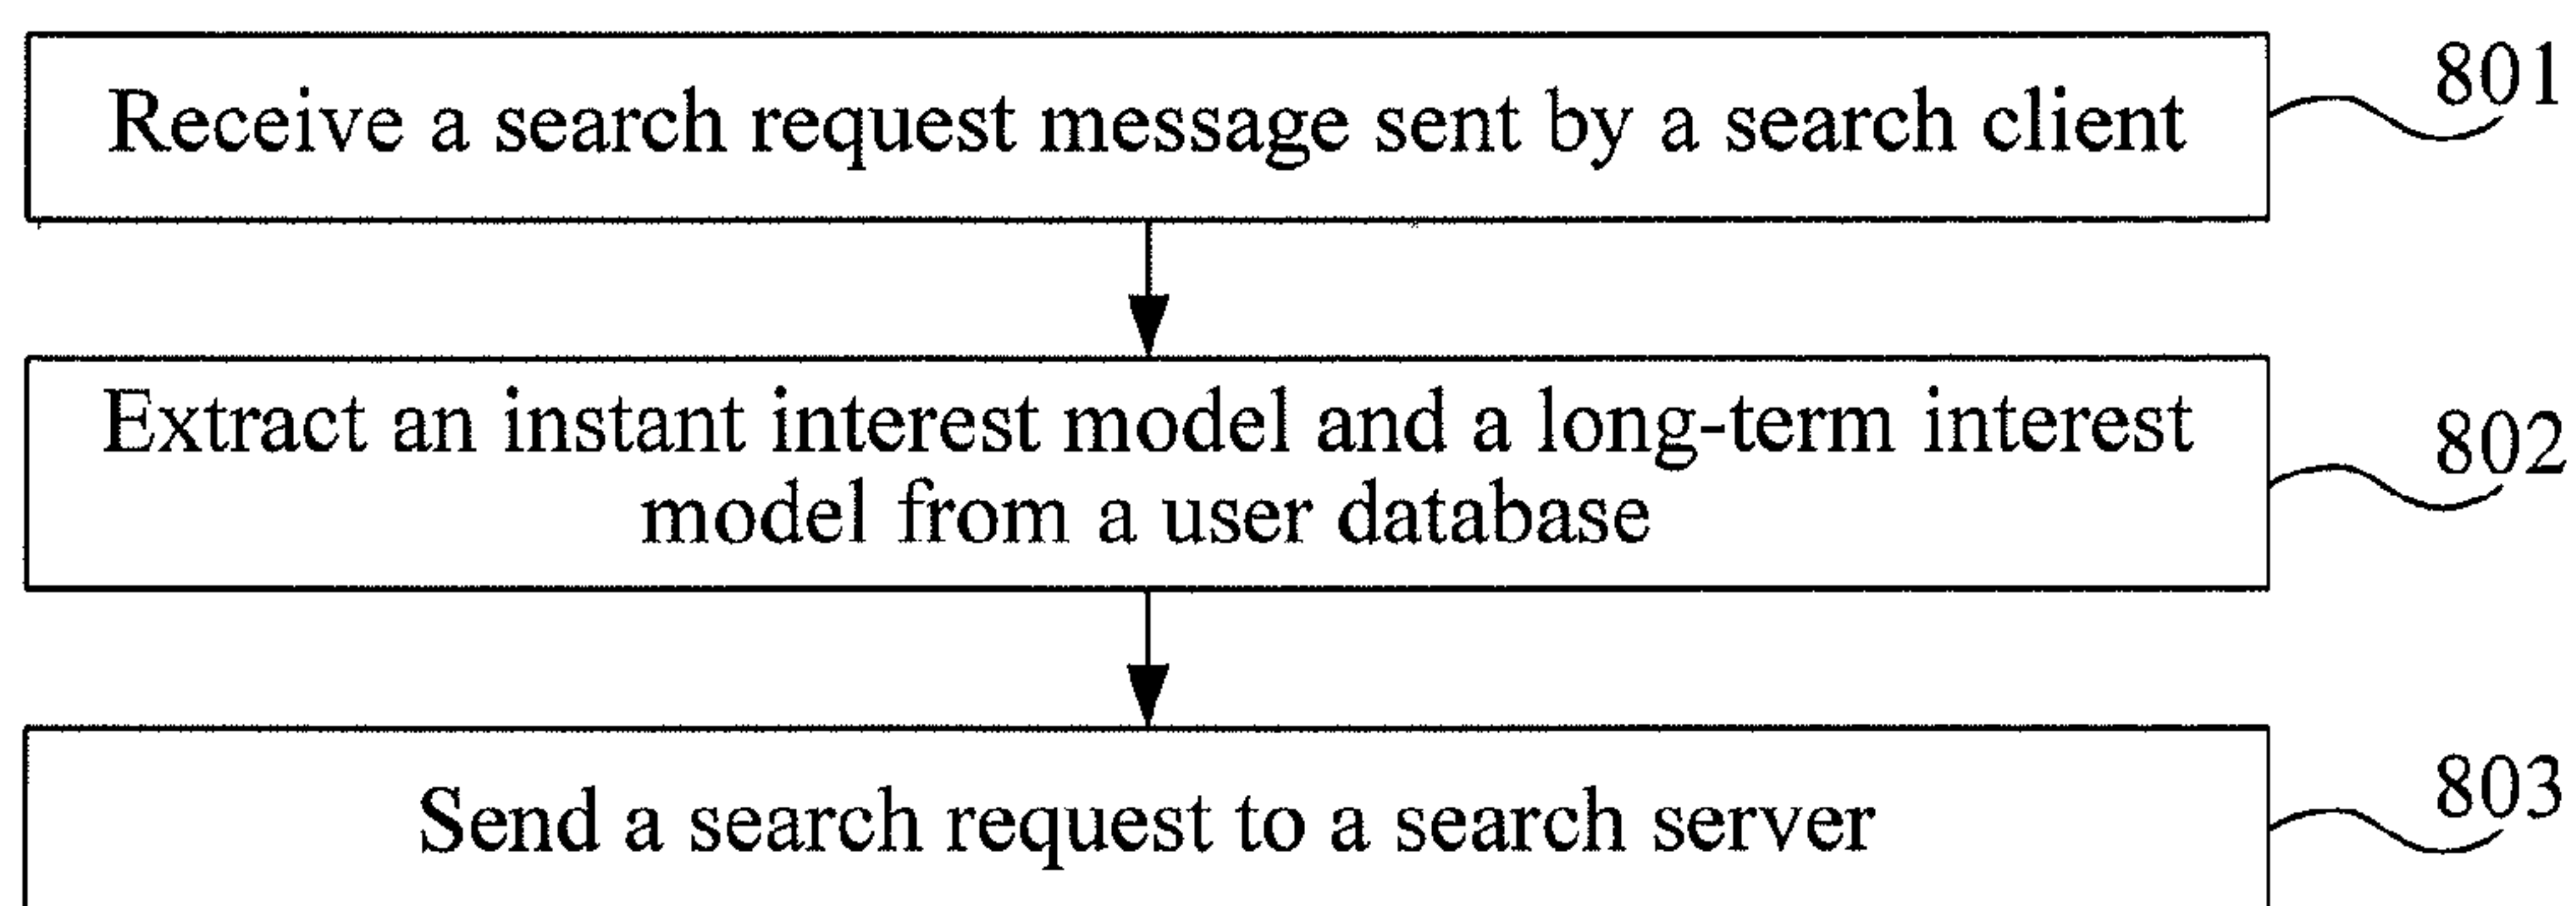 Receive a search request message sent by a search client
801
Extract an instant interest model and a long-term interest
model from a user database
802
Send a search request to a search server
803